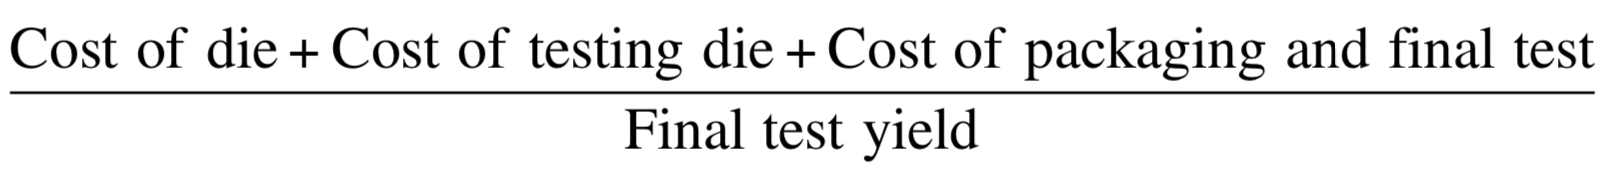 Cost of die + Cost of testing die + Cost of packaging and final test
Final test yield